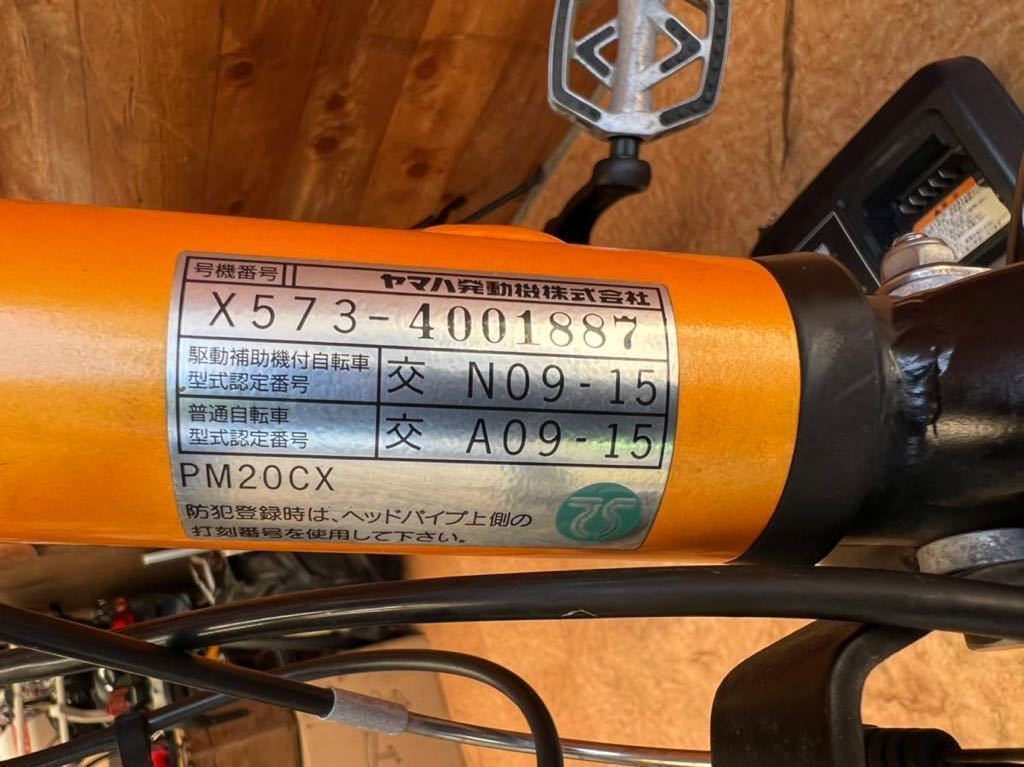 号機番号 ヤマハ発動機株式会社
X573-4001887
駆動補助機付自転車
型式認定番号 交 N09-15
普通自転車
型式認定番号 交 A09-15
PM20CX
防犯登録時は、ヘッドパイプ上側の
打刻番号を使用して下さい。